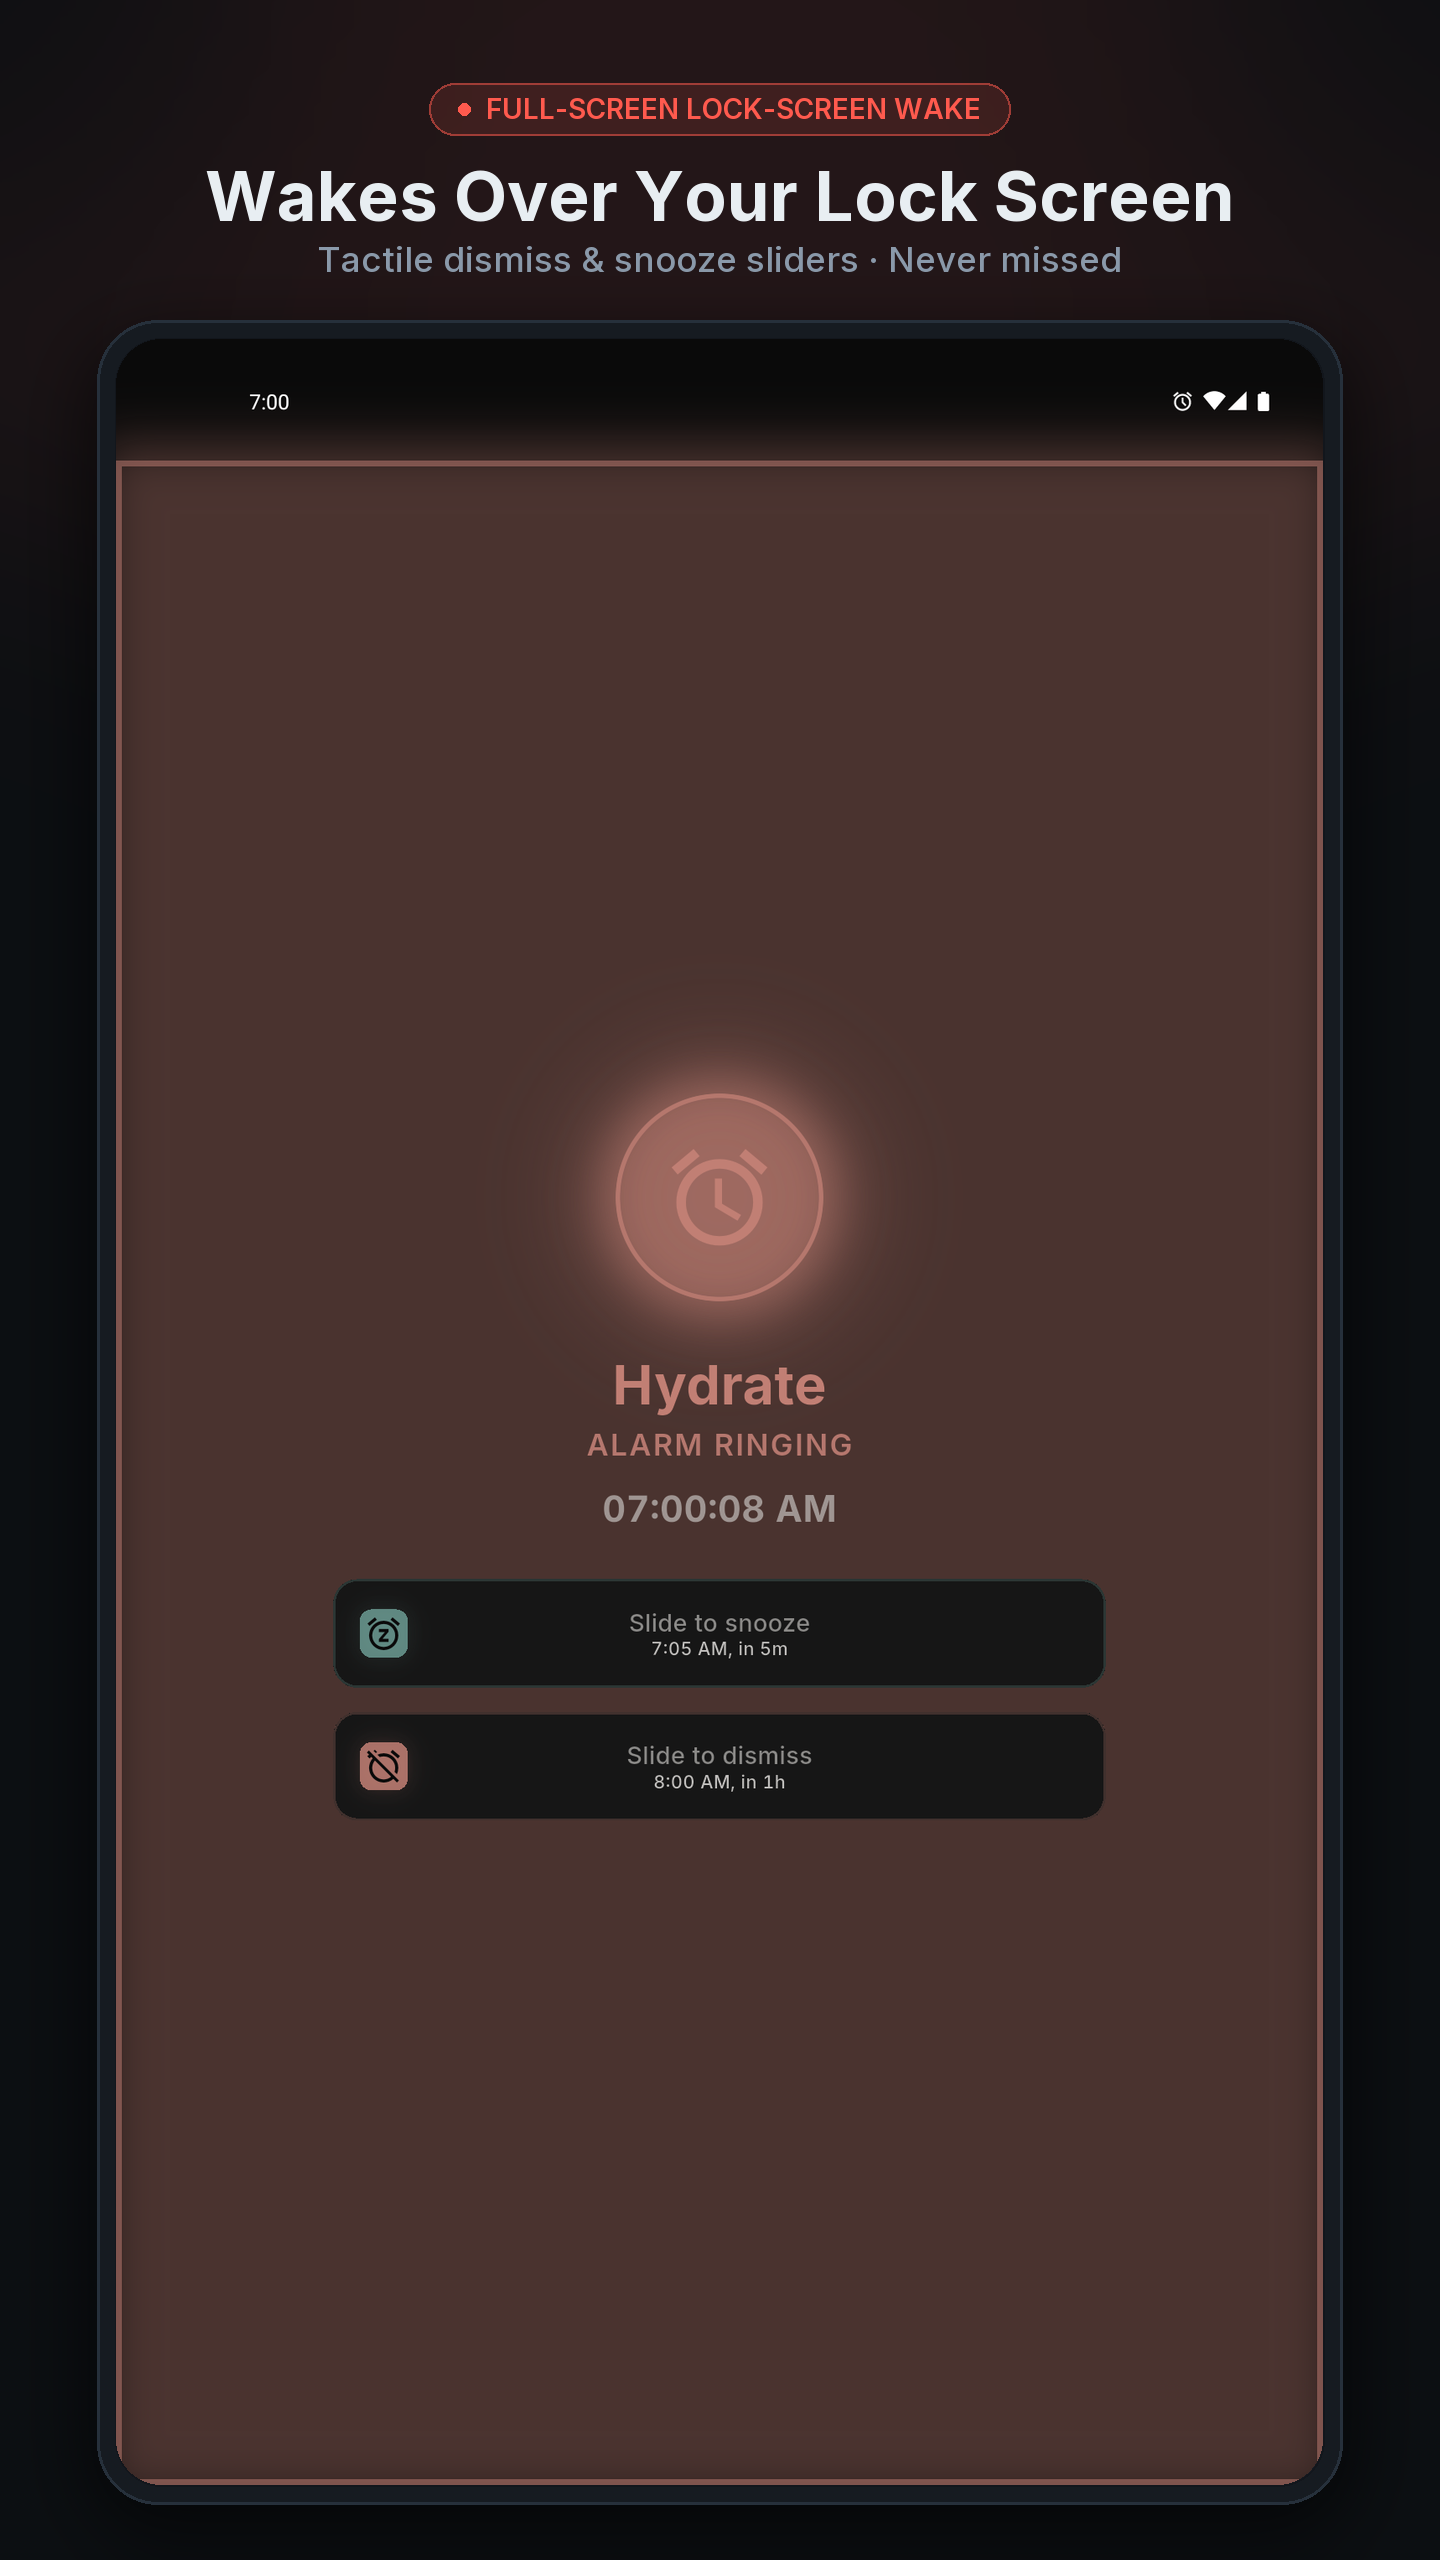 FULL-SCREEN LOCK-SCREEN WAKE
Wakes Over Your Lock Screen
Tactile dismiss & snooze sliders · Never missed
7:00
Hydrate
ALARM RINGING
07:00:08 AM
Slide to snooze
7:05 AM, in 5m
Slide to dismiss
8:00 AM, in 1h